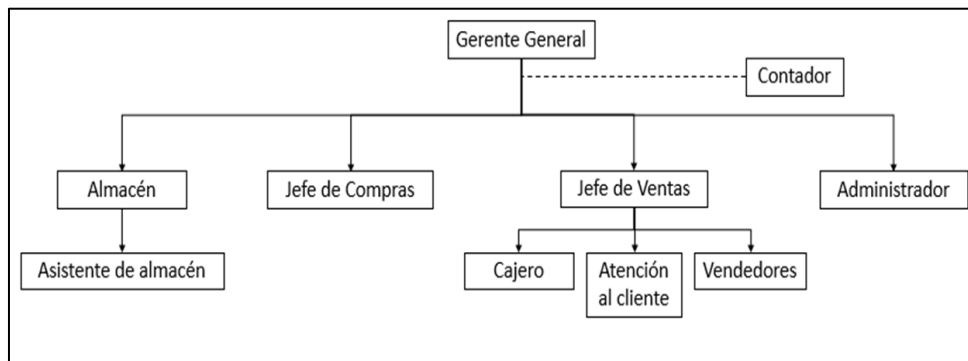 Gerente General
Contador
Almacén
Jefe de Compras
Jefe de Ventas
Administrador
Asistente de almacén
Cajero
Atención
al cliente
Vendedores